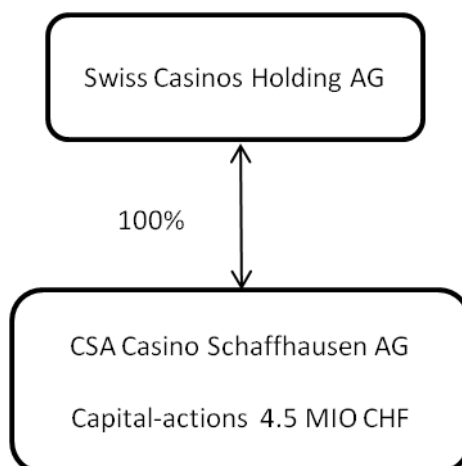 Swiss Casinos Holding AG
100%
CSA Casino Schaffhausen AG
Capital-actions 4.5 MIO CHF